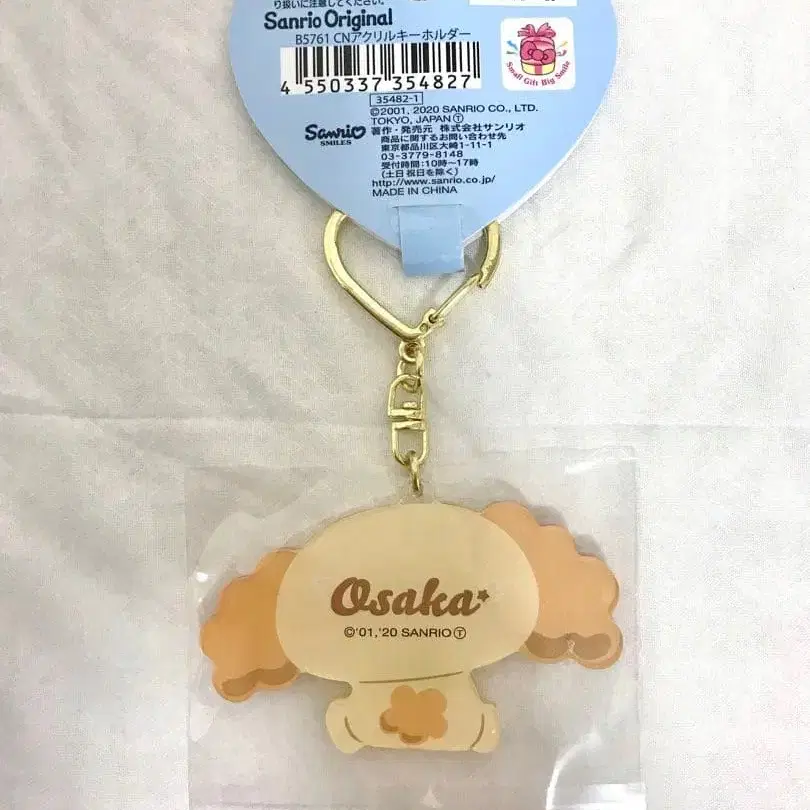 り扱いに注意してください。
Sanrio Original
B5761 CNアクリルキーホルダー
4 550337 354827
35482-1
©2001, 2020 SANRIO CO., LTD.
TOKYO, JAPAN Ⓣ
著作・発売元 株式会社サンリオ
商品に関するお問い合わせ先
東京都品川区大崎1-11-1
03-3779-8148
受付時間：10時〜17時
(土日祝日を除く)
http://www.sanrio.co.jp/
MADE IN CHINA
Sanrio
SMILES
Small Gift Big Smile
Osaka
©'01,'20 SANRIO Ⓣ